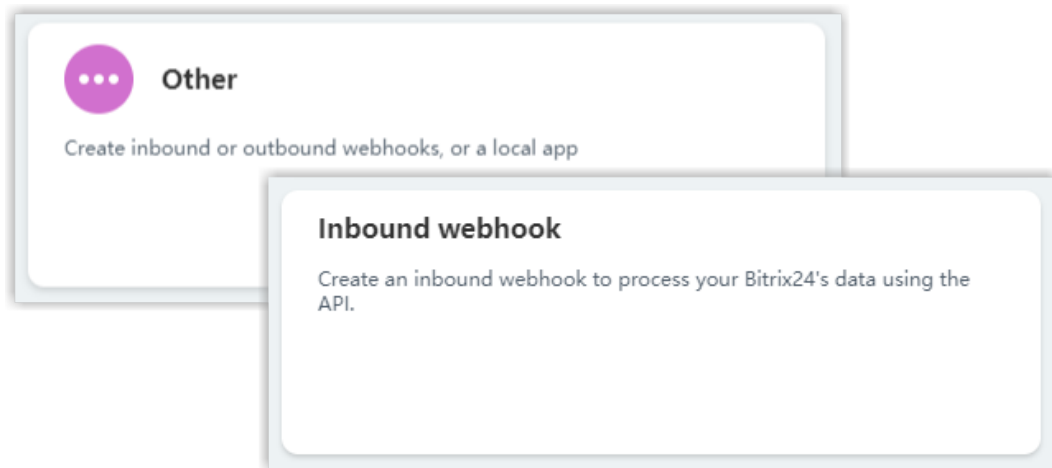 Other
Create inbound or outbound webhooks, or a local app
Inbound webhook
Create an inbound webhook to process your Bitrix24's data using the
API.